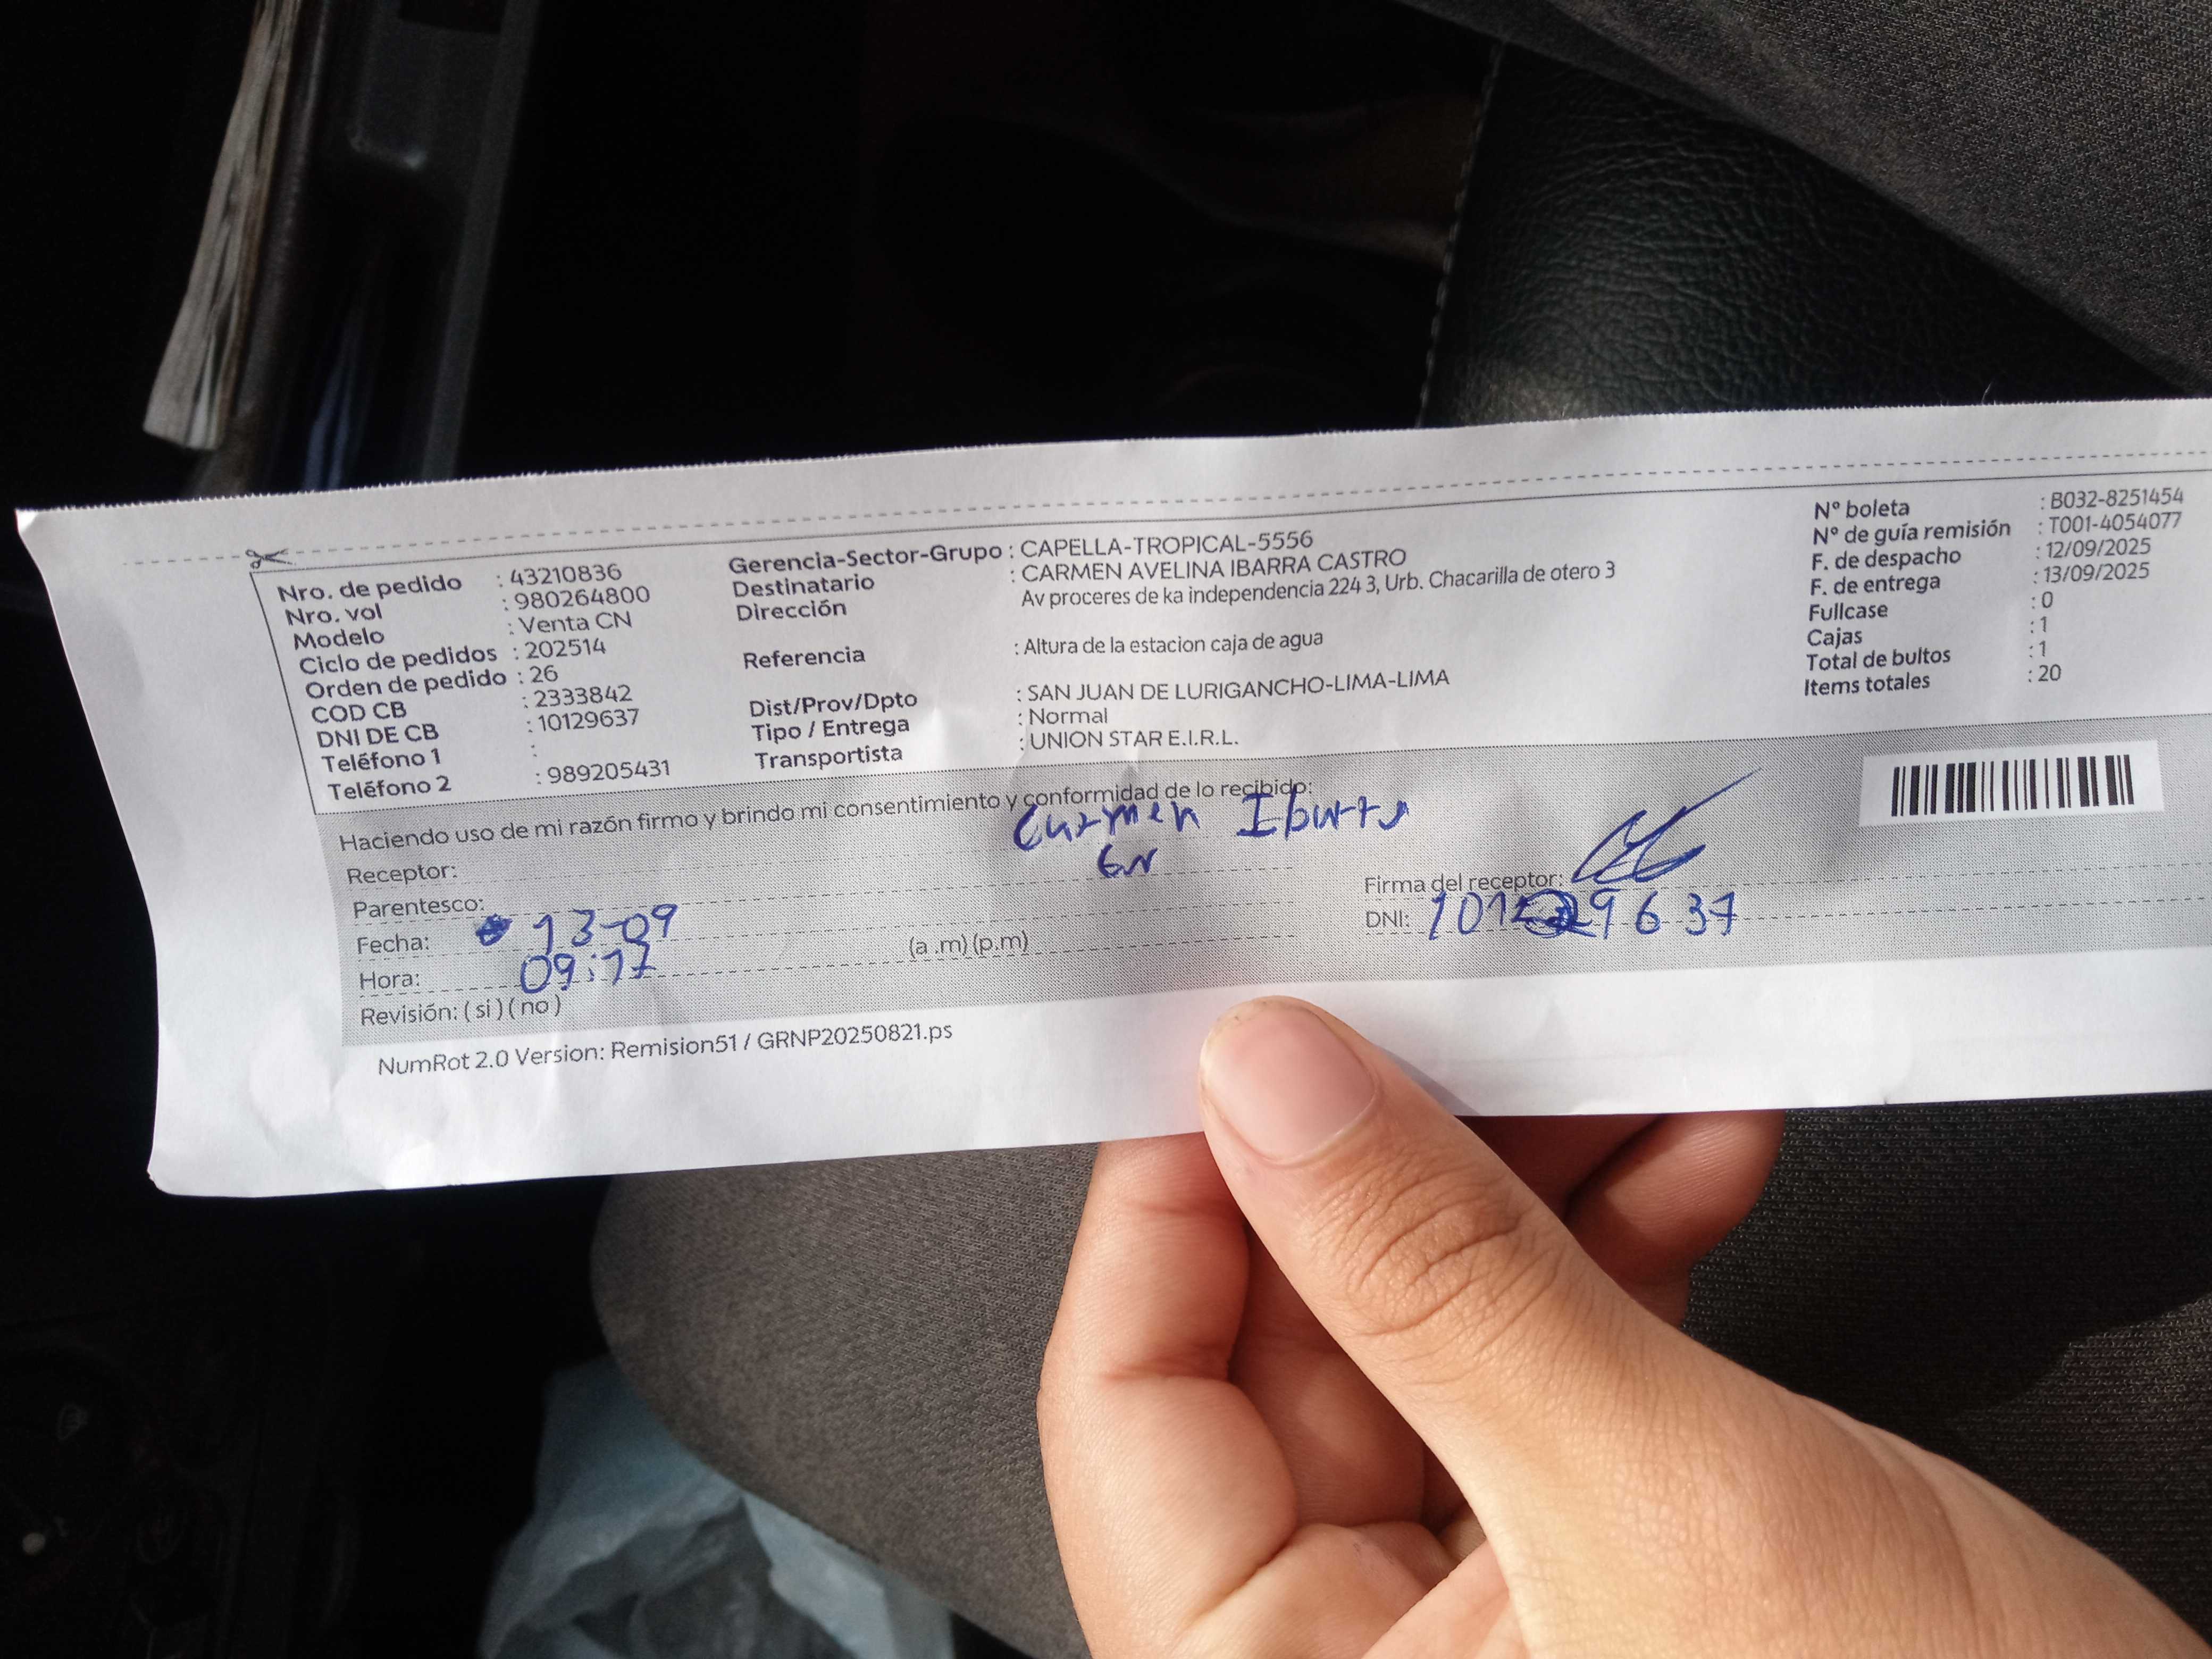 Nro. de pedido : 43210836
Nro. vol : 980264800
Modelo : Venta CN
Ciclo de pedidos : 202514
Orden de pedido : 26
COD CB : 2333842
DNI DE CB : 10129637
Teléfono 1 :
Teléfono 2 : 989205431
Gerencia-Sector-Grupo : CAPELLA-TROPICAL-5556
Destinatario : CARMEN AVELINA IBARRA CASTRO
Dirección Av proceres de ka independencia 224 3, Urb. Chacarilla de otero 3
Referencia : Altura de la estacion caja de agua
Dist/Prov/Dpto : SAN JUAN DE LURIGANCHO-LIMA-LIMA
Tipo / Entrega : Normal
Transportista : UNION STAR E.I.R.L.
Nº boleta : B032-8251454
Nº de guía remisión : T001-4054077
F. de despacho : 12/09/2025
F. de entrega : 13/09/2025
Fullcase : 0
Cajas : 1
Total de bultos : 1
Items totales : 20
Haciendo uso de mi razón firmo y brindo mi consentimiento y conformidad de lo recibido:
Receptor: Carmen Ibarra
Parentesco:
Fecha: 13-09
Hora: 09:17 (a .m) (p.m)
Revisión: ( si ) ( no )
Firma del receptor:
DNI: 10129637
NumRot 2.0 Version: Remision51 / GRNP20250821.ps